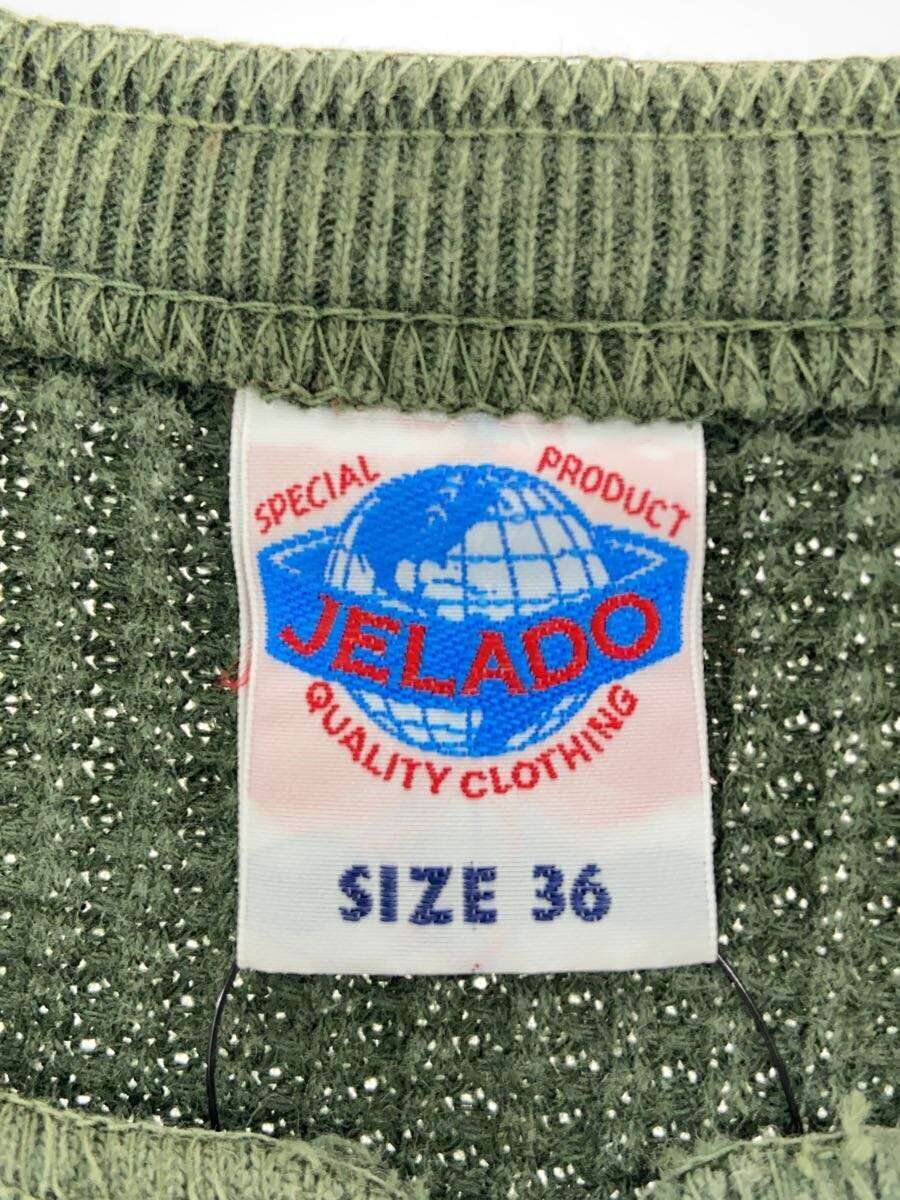 SPECIAL PRODUCT
JELADO
QUALITY CLOTHING
SIZE 36